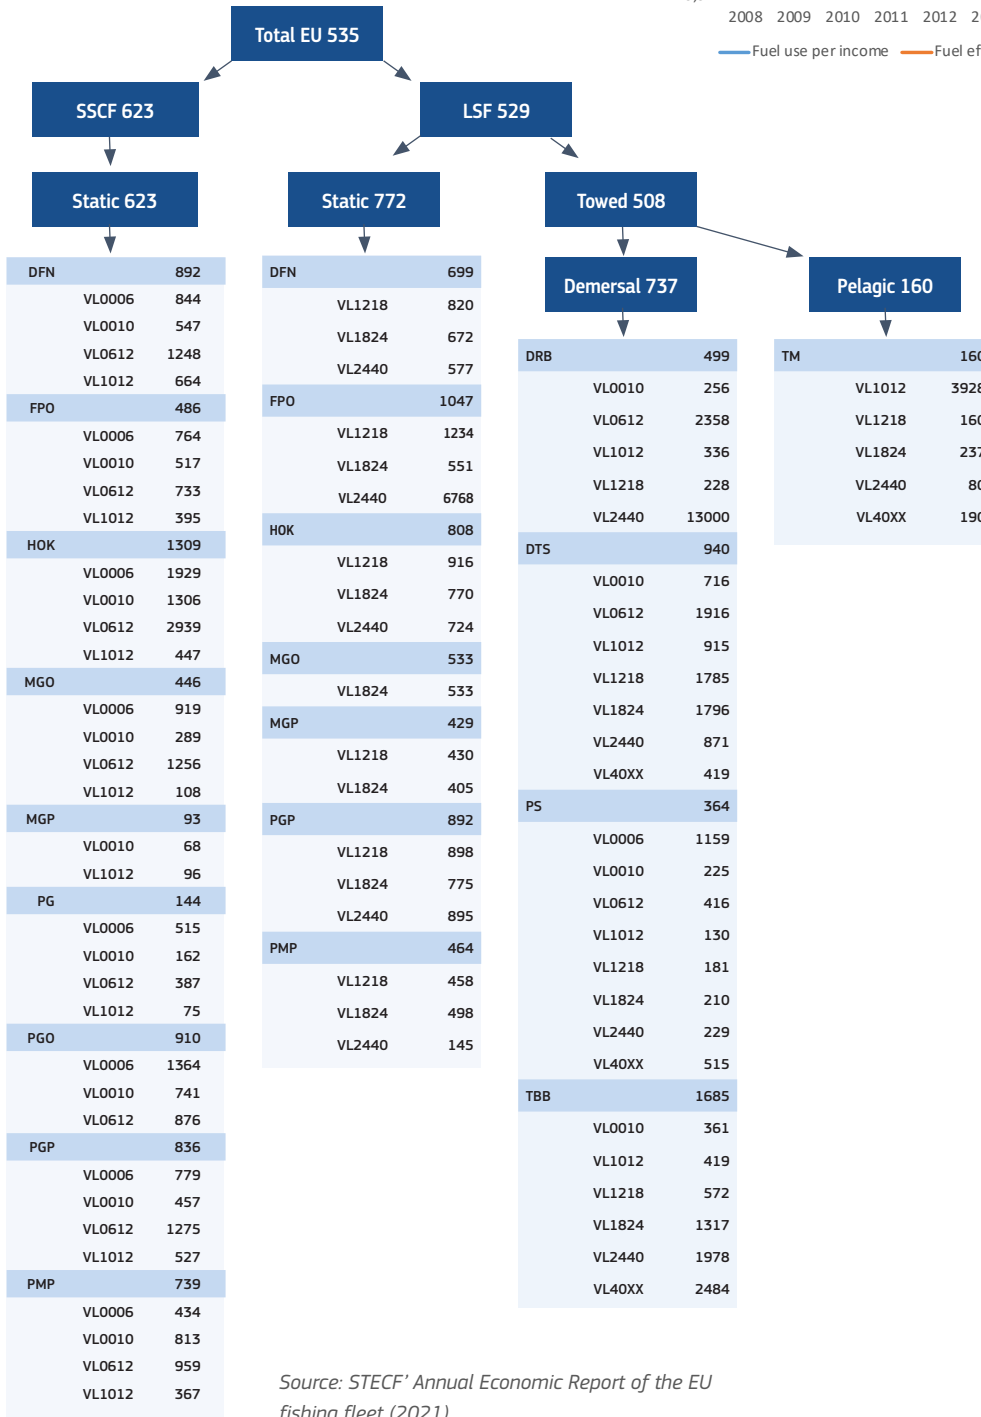 2008 2009 2010 2011 2012
Fuel use per income Fuel
Total EU 535
SSCF 623
LSF 529
Static 623
Static 772
Towed 508
Demersal 737
Pelagic 160
DFN 892
VL0006 844
VL0010 547
VL0612 1248
VL1012 664
FPO 486
VL0006 764
VL0010 517
VL0612 733
VL1012 395
HOK 1309
VL0006 1929
VL0010 1306
VL0612 2939
VL1012 447
MGO 446
VL0006 919
VL0010 289
VL0612 1256
VL1012 108
MGP 93
VL0010 68
VL1012 96
PG 144
VL0006 515
VL0010 162
VL0612 387
VL1012 75
PGO 910
VL0006 1364
VL0010 741
VL0612 876
PGP 836
VL0006 779
VL0010 457
VL0612 1275
VL1012 527
PMP 739
VL0006 434
VL0010 813
VL0612 959
VL1012 367
DFN 699
VL1218 820
VL1824 672
VL2440 577
FPO 1047
VL1218 1234
VL1824 551
VL2440 6768
HOK 808
VL1218 916
VL1824 770
VL2440 724
MGO 533
VL1824 533
MGP 429
VL1218 430
VL1824 405
PGP 892
VL1218 898
VL1824 775
VL2440 895
PMP 464
VL1218 458
VL1824 498
VL2440 145
DRB 499
VL0010 256
VL0612 2358
VL1012 336
VL1218 228
VL2440 13000
DTS 940
VL0010 716
VL0612 1916
VL1012 915
VL1218 1785
VL1824 1796
VL2440 871
VL40XX 419
PS 364
VL0006 1159
VL0010 225
VL0612 416
VL1012 130
VL1218 181
VL1824 210
VL2440 229
VL40XX 515
TBB 1685
VL0010 361
VL1012 419
VL1218 572
VL1824 1317
VL2440 1978
VL40XX 2484
TM 160
VL1012 3928
VL1218 160
VL1824 237
VL2440 80
VL40XX 190
Source: STECF' Annual Economic Report of the EU
fishing fleet (2021)